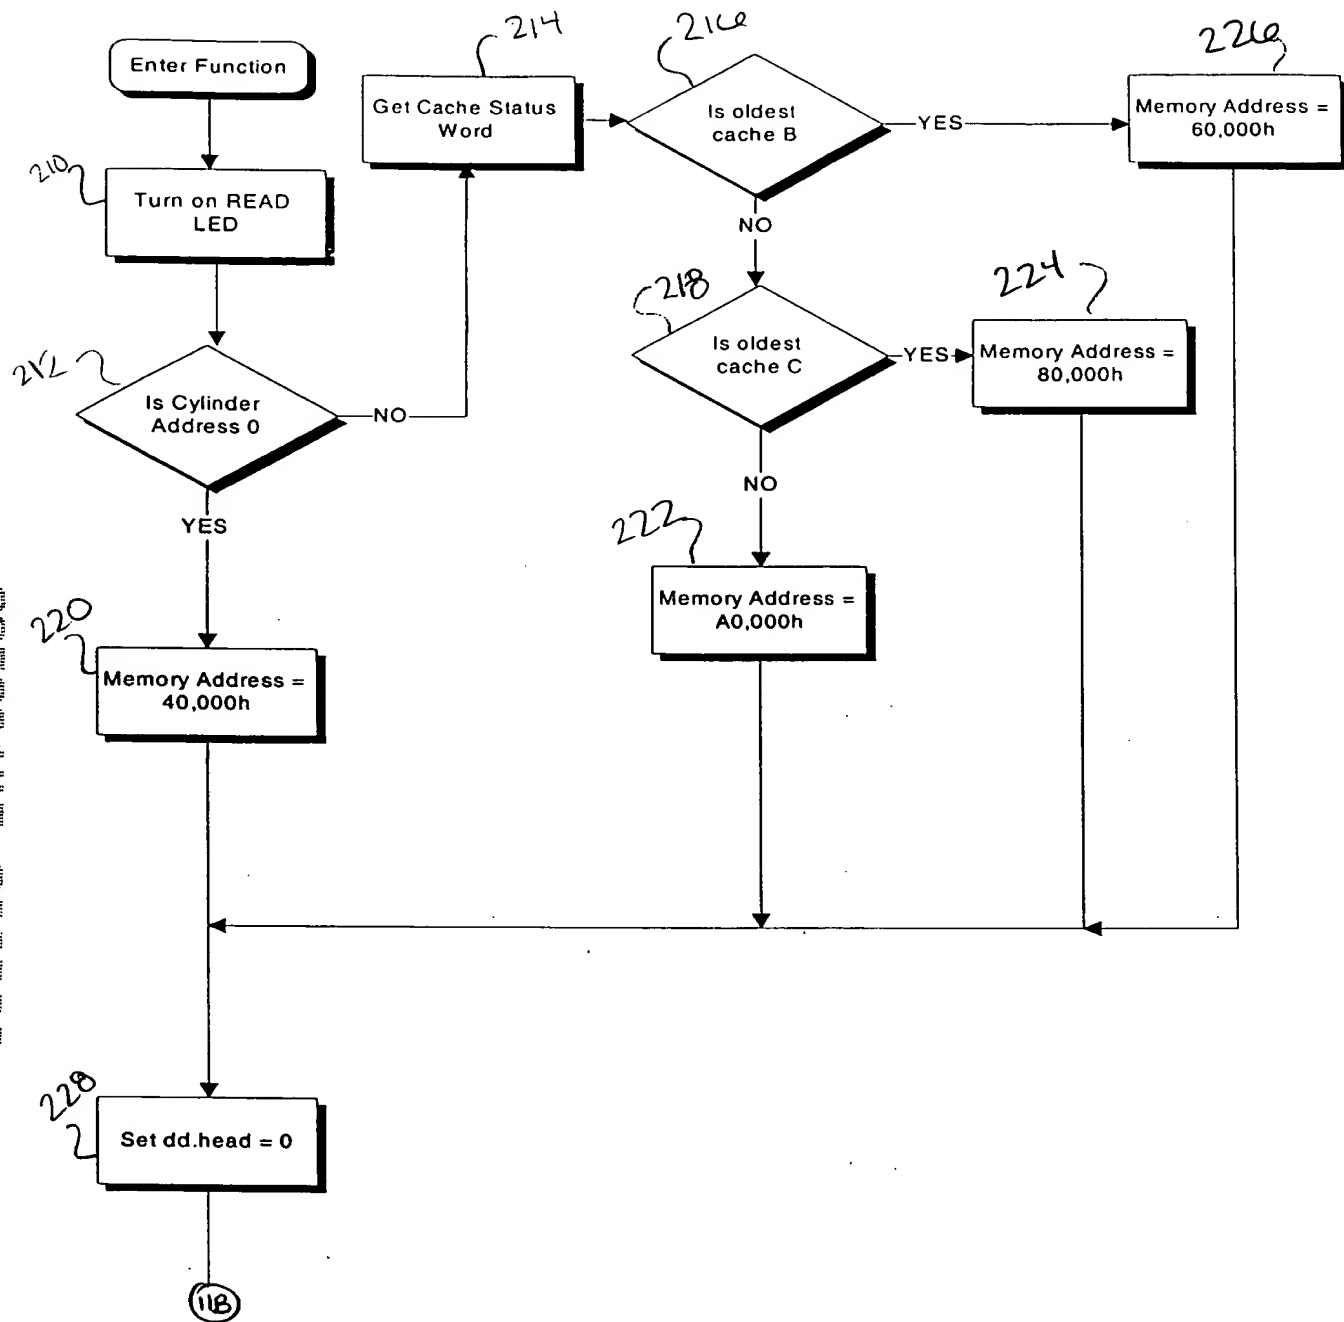 Enter Function
210
Turn on READ
LED
212
Is Cylinder
Address 0
NO
YES
220
Memory Address =
40,000h
228
Set dd.head = 0
11B
214
Get Cache Status
Word
216
Is oldest
cache B
YES
NO
218
Is oldest
cache C
YES
NO
222
Memory Address =
A0,000h
224
Memory Address =
80,000h
226
Memory Address =
60,000h